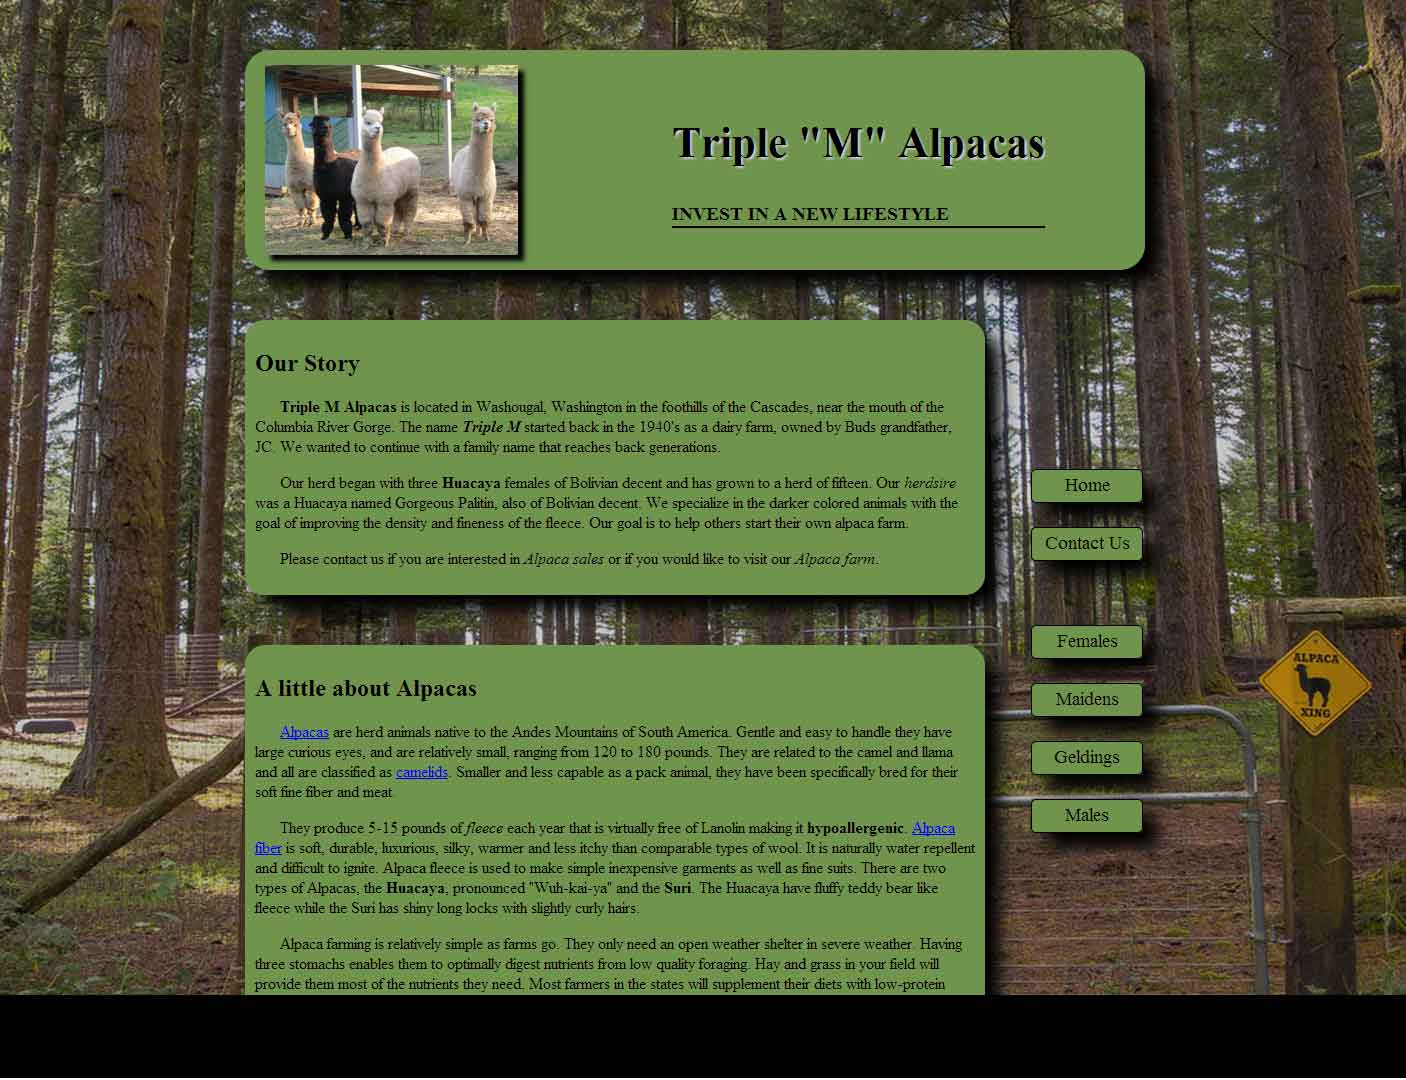 Triple "M" Alpacas
INVEST IN A NEW LIFESTYLE
Our Story
Triple M Alpacas is located in Washougal, Washington in the foothills of the Cascades, near the mouth of the
Columbia River Gorge. The name Triple M started back in the 1940's as a dairy farm, owned by Buds grandfather,
JC. We wanted to continue with a family name that reaches back generations.
Our herd began with three Huacaya females of Bolivian decent and has grown to a herd of fifteen. Our herdsire
was a Huacaya named Gorgeous Palitin, also of Bolivian decent. We specialize in the darker colored animals with the
goal of improving the density and fineness of the fleece. Our goal is to help others start their own alpaca farm.
Please contact us if you are interested in Alpaca sales or if you would like to visit our Alpaca farm.
Home
Contact Us
Females
Maidens
Geldings
Males
ALPACA
XING
A little about Alpacas
Alpacas are herd animals native to the Andes Mountains of South America. Gentle and easy to handle they have
large curious eyes, and are relatively small, ranging from 120 to 180 pounds. They are related to the camel and llama
and all are classified as camelids. Smaller and less capable as a pack animal, they have been specifically bred for their
soft fine fiber and meat.
They produce 5-15 pounds of fleece each year that is virtually free of Lanolin making it hypoallergenic. Alpaca
fiber is soft, durable, luxurious, silky, warmer and less itchy than comparable types of wool. It is naturally water repellent
and difficult to ignite. Alpaca fleece is used to make simple inexpensive garments as well as fine suits. There are two
types of Alpacas, the Huacaya, pronounced "Wuh-kai-ya" and the Suri. The Huacaya have fluffy teddy bear like
fleece while the Suri has shiny long locks with slightly curly hairs.
Alpaca farming is relatively simple as farms go. They only need an open weather shelter in severe weather. Having
three stomachs enables them to optimally digest nutrients from low quality foraging. Hay and grass in your field will
provide them most of the nutrients they need. Most farmers in the states will supplement their diets with low-protein